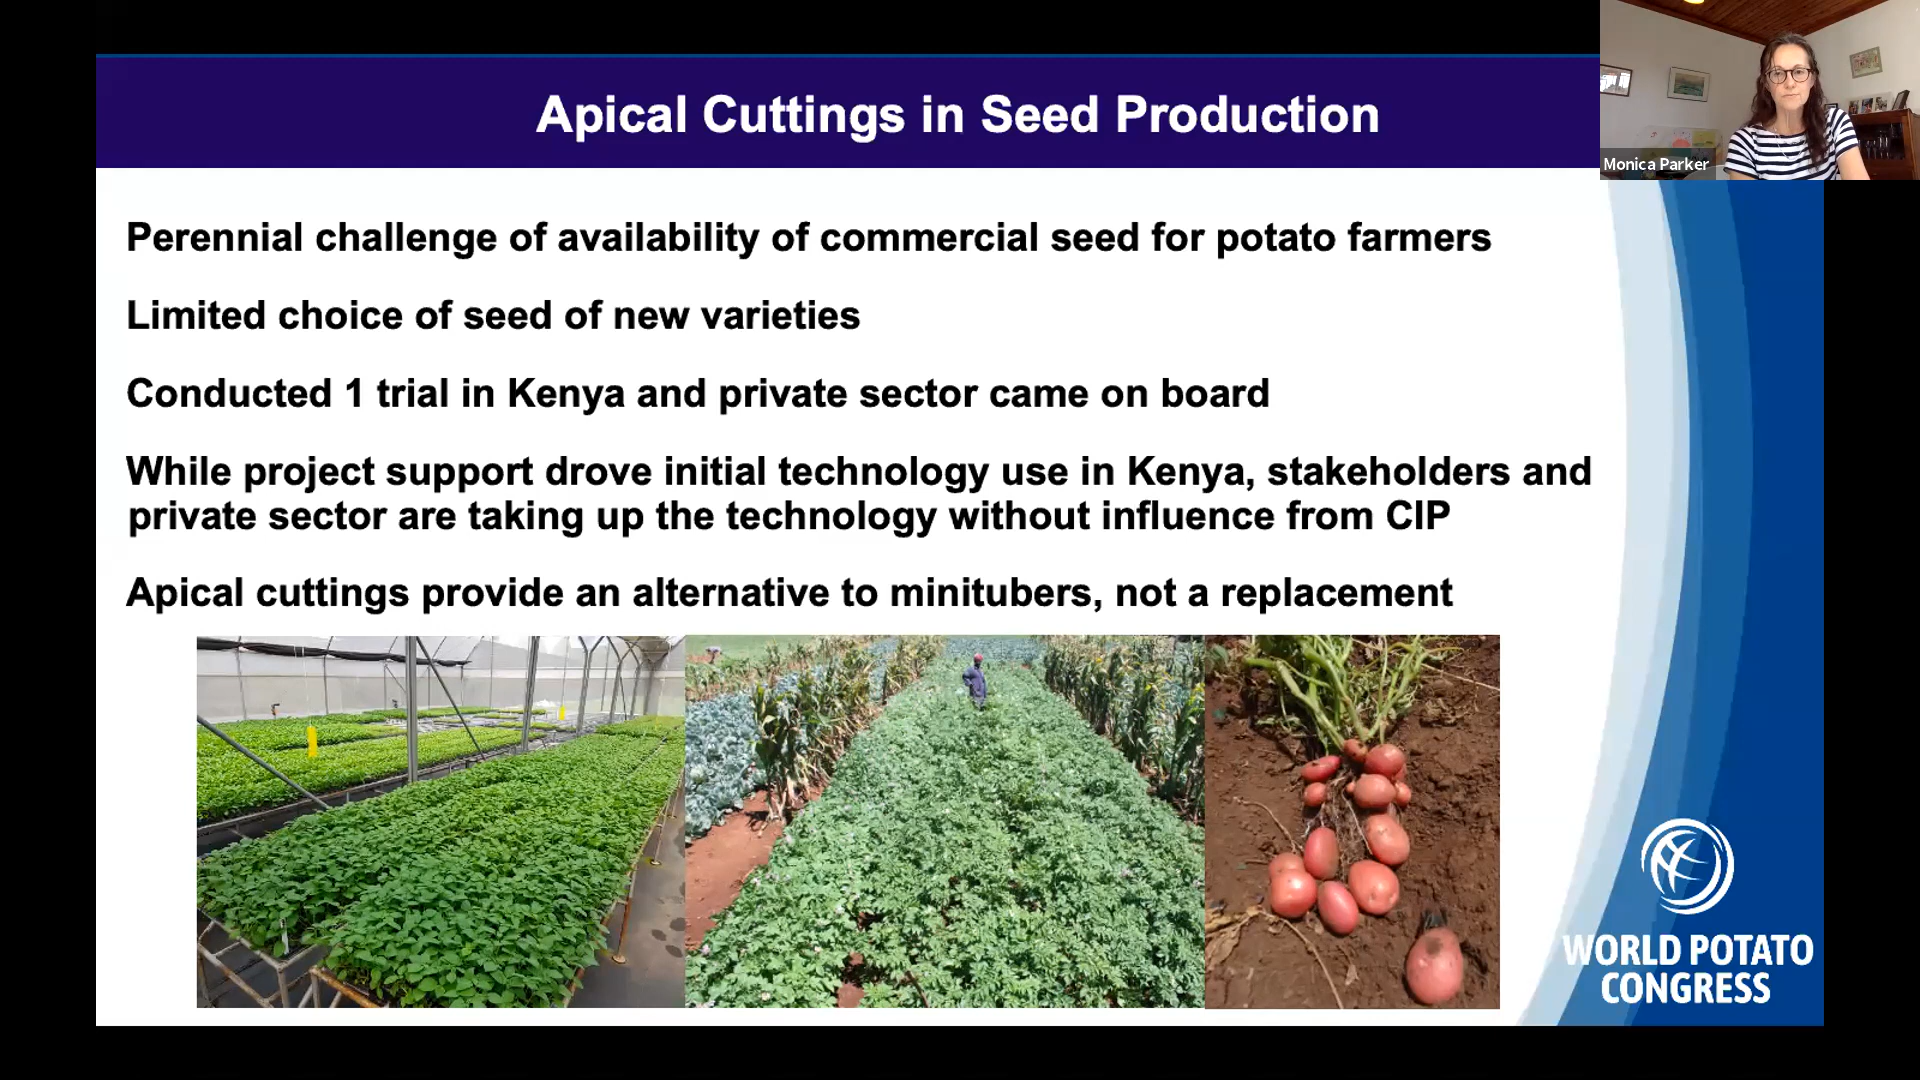 Apical Cuttings in Seed Production
Monica Parker
Perennial challenge of availability of commercial seed for potato farmers
Limited choice of seed of new varieties
Conducted 1 trial in Kenya and private sector came on board
While project support drove initial technology use in Kenya, stakeholders and
private sector are taking up the technology without influence from CIP
Apical cuttings provide an alternative to minitubers, not a replacement
WORLD POTATO
CONGRESS